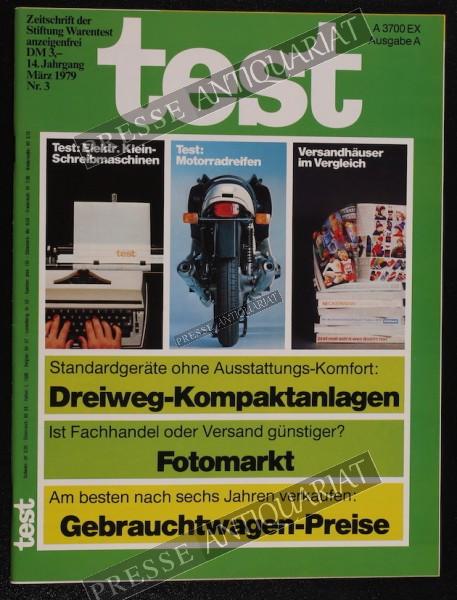 Zeitschrift der
Stiftung Warentest
anzeigenfrei
DM 3,–
14. Jahrgang
März 1979
Nr. 3
test
A 3700 EX
Ausgabe A
Test: Elektr. Klein-
Schreibmaschinen
Test:
Motorradreifen
Versandhäuser
im Vergleich
test
NECKERMANN
Standardgeräte ohne Ausstattungs-Komfort:
Dreiweg-Kompaktanlagen
Ist Fachhandel oder Versand günstiger?
Fotomarkt
Am besten nach sechs Jahren verkaufen:
Gebrauchtwagen-Preise
test
PRESSE ANTIQUARIAT
PRESSE ANTIQUARIAT
PRESSE ANTIQUARIAT